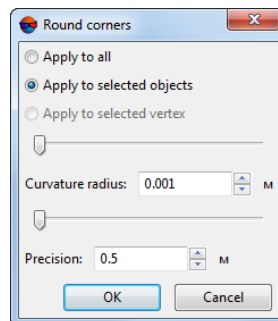 Round corners
Apply to all
Apply to selected objects
Apply to selected vertex
Curvature radius: 0.001 м
Precision: 0.5 м
OK Cancel